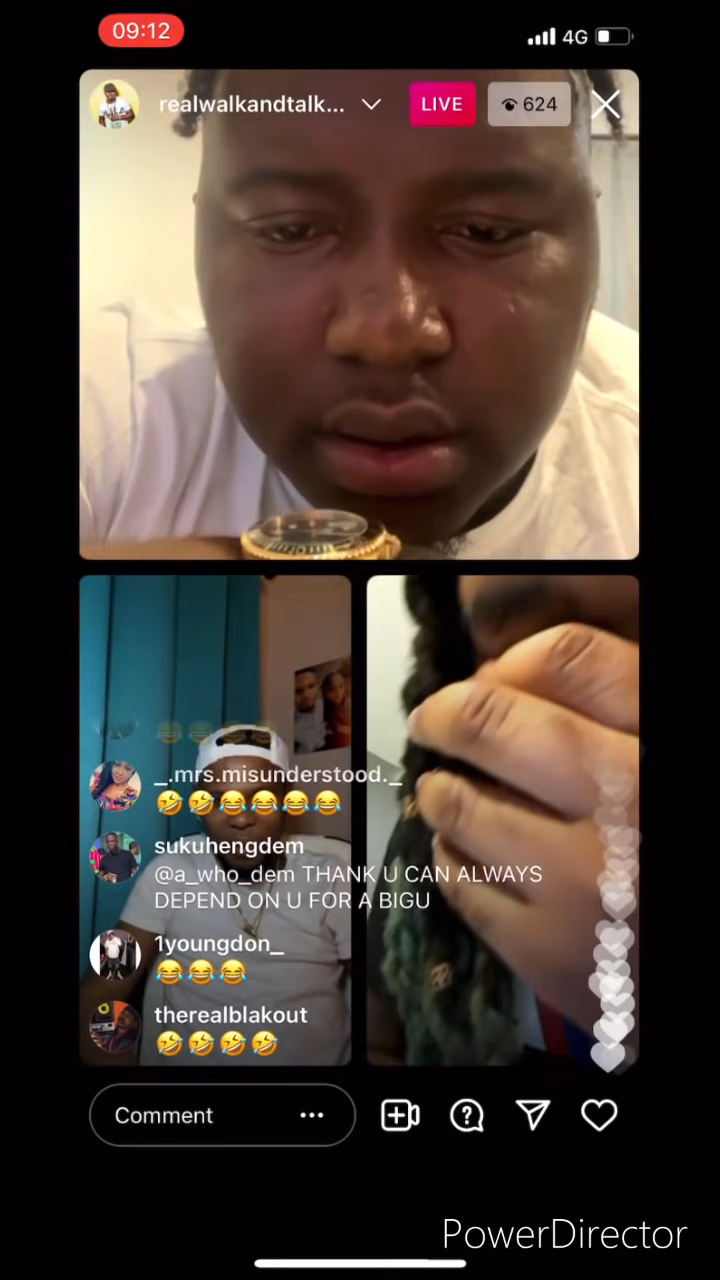 09:12
4G
realwalkandtalk...
LIVE
624
_.mrs.misunderstood._
🤣🤣😂😂😂😂
sukuhengdem
@a_who_dem THANK U CAN ALWAYS
DEPEND ON U FOR A BIGU
1youngdon_
😂😂😂
therealblakout
🤣🤣🤣🤣
Comment
PowerDirector